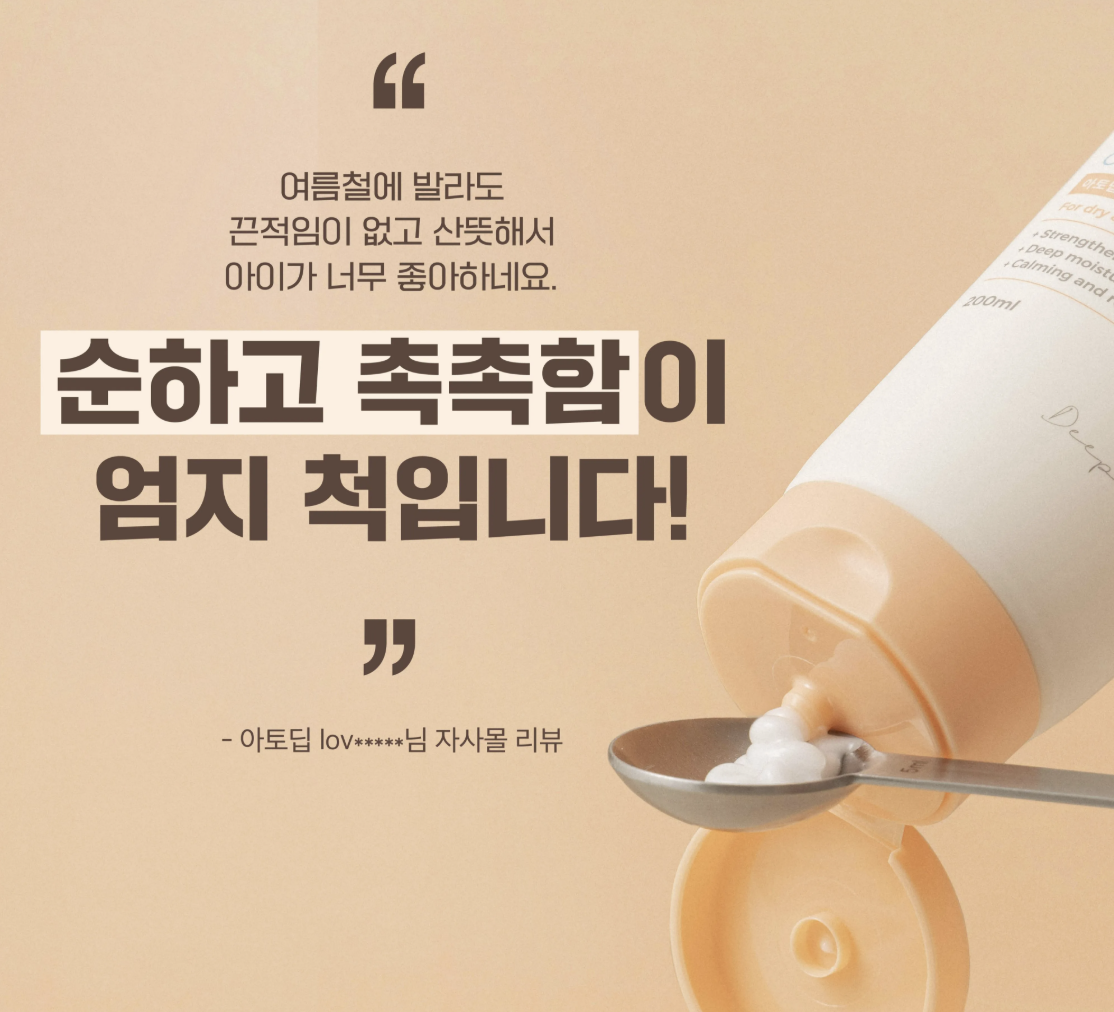 “
여름철에 발라도
끈적임이 없고 산뜻해서
아이가 너무 좋아하네요.
순하고 촉촉함이
엄지 척입니다!
”
- 아토딥 lov*****님 자사몰 리뷰
For dry
+ Deep
+ Calming and
200ml
Deep
5ml